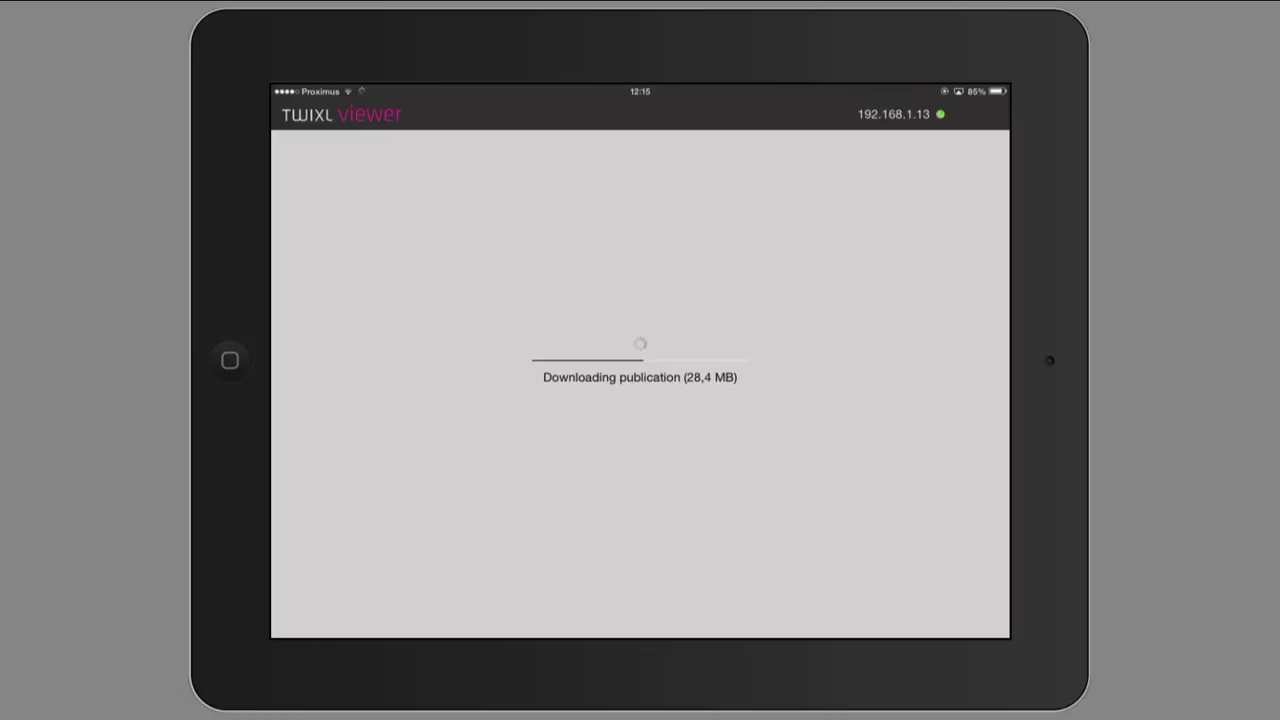 Proximus 12:15 85%
TWIXL viewer 192.168.1.13
Downloading publication (28,4 MB)